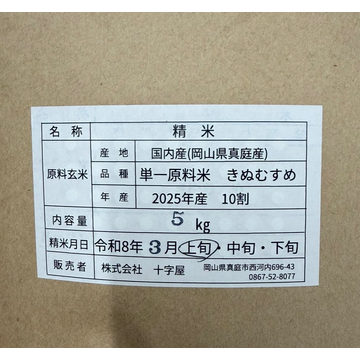 名称 精米
産地 国内産(岡山県真庭産)
原料玄米 品種 単一原料米 きぬむすめ
年産 2025年産 10割
内容量 5kg
精米月日 令和8年3月上旬・中旬・下旬
販売者 株式会社 十字屋 岡山県真庭市西河内696-43
0867-52-8077